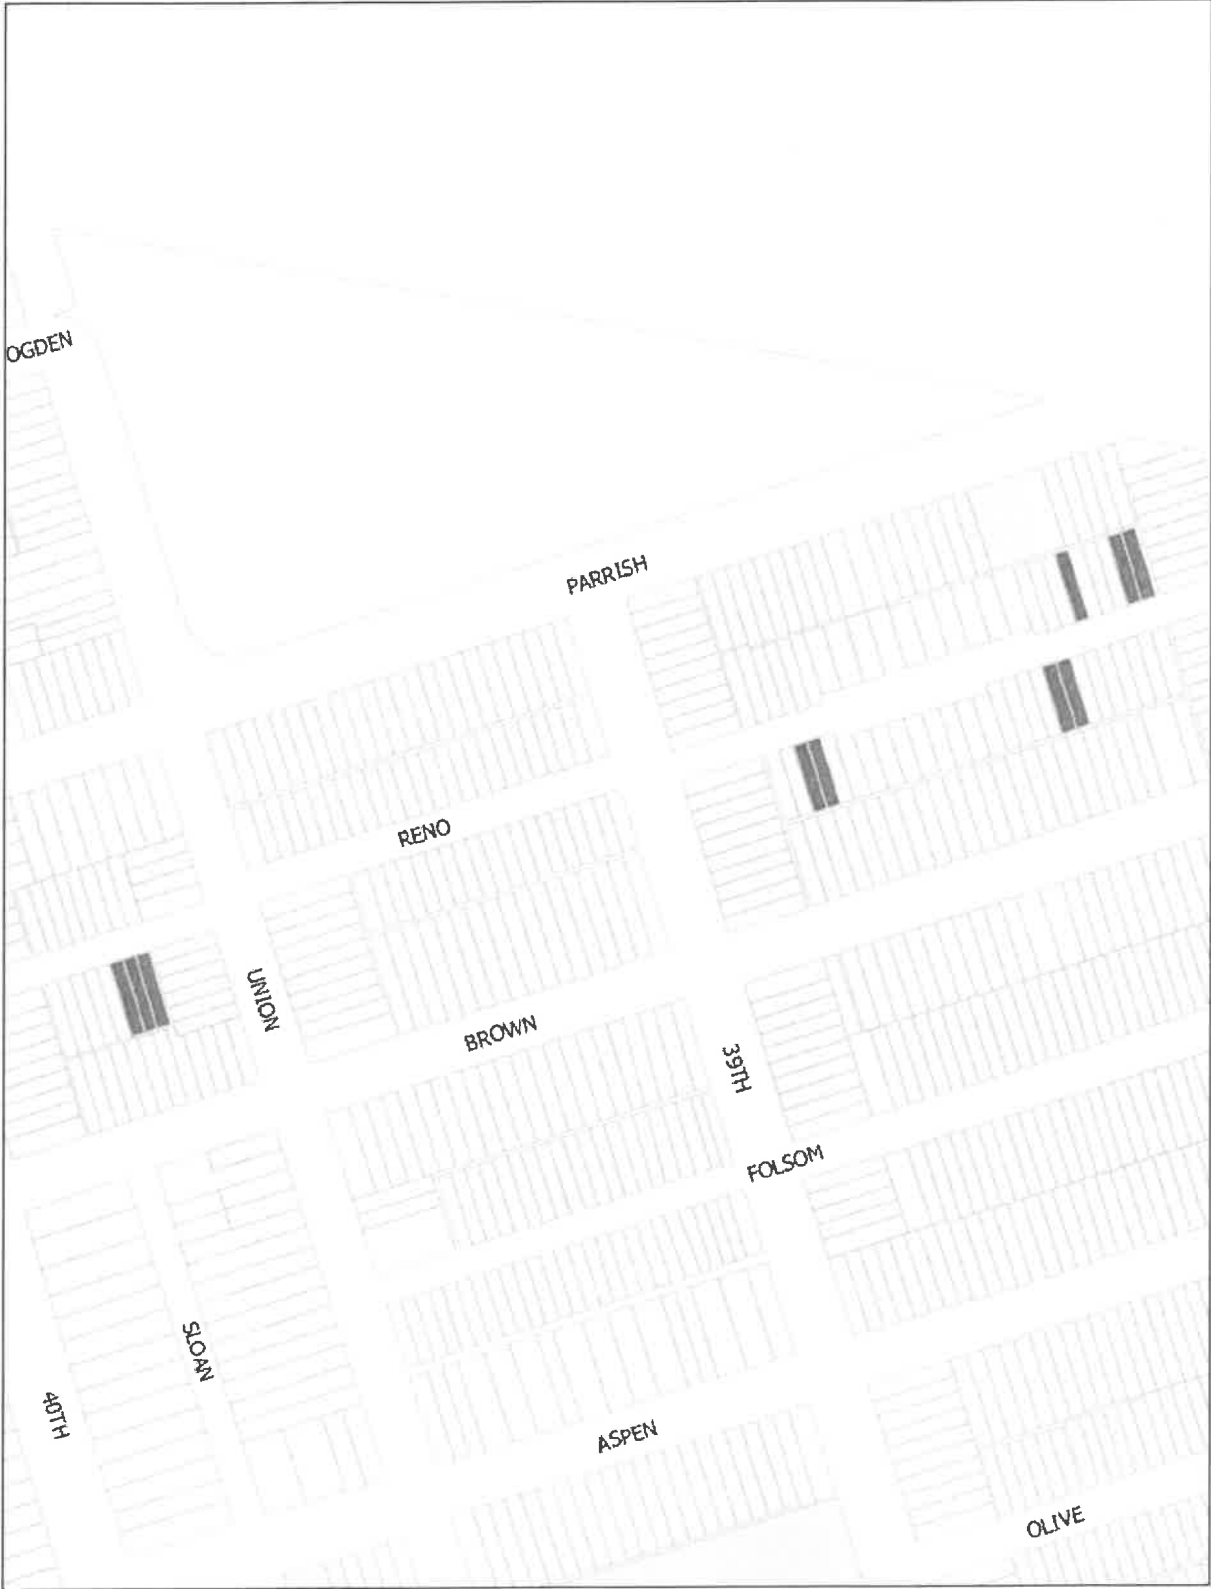 OGDEN
PARRISH
RENO
UNION
BROWN
39TH
FOLSOM
SLOAN
40TH
ASPEN
OLIVE